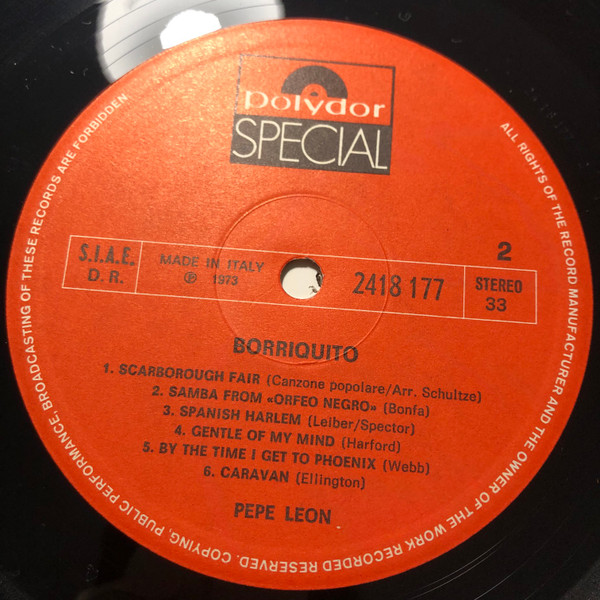 polydor
SPECIAL
S.I.A.E.
D. R.
MADE IN ITALY
℗ 1973
2418 177
2
STEREO
33
BORRIQUITO
1. SCARBOROUGH FAIR (Canzone popolare/Arr. Schultze)
2. SAMBA FROM «ORFEO NEGRO» (Bonfa)
3. SPANISH HARLEM (Leiber/Spector)
4. GENTLE OF MY MIND (Harford)
5. BY THE TIME I GET TO PHOENIX (Webb)
6. CARAVAN (Ellington)
PEPE LEON
ALL RIGHTS OF THE RECORD MANUFACTURER AND THE OWNER OF THE WORK RECORDED RESERVED. COPYING, PUBLIC PERFORMANCE, BROADCASTING OF THESE RECORDS ARE FORBIDDEN